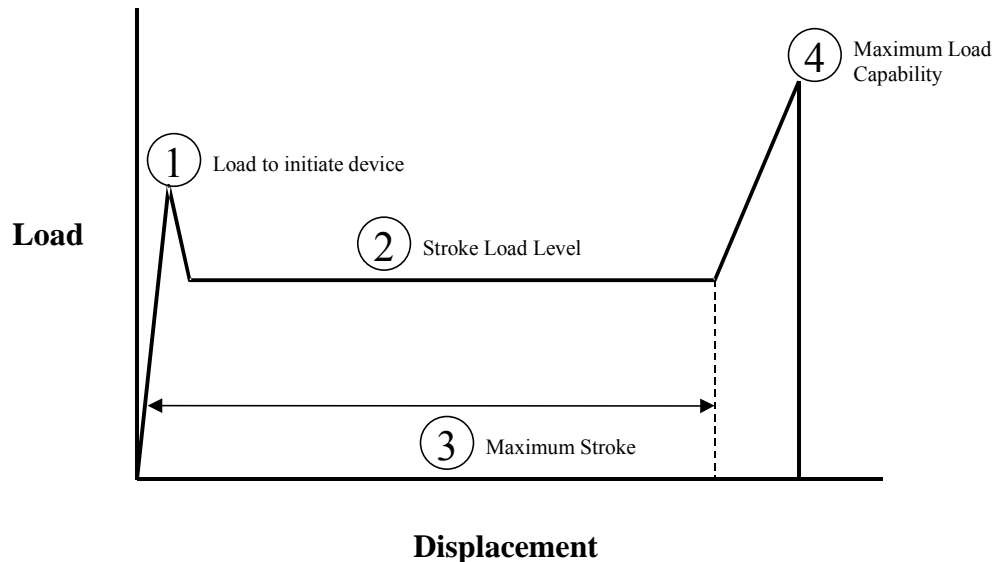 4
Maximum Load
Capability
1
Load to initiate device
Load
2
Stroke Load Level
3
Maximum Stroke
Displacement